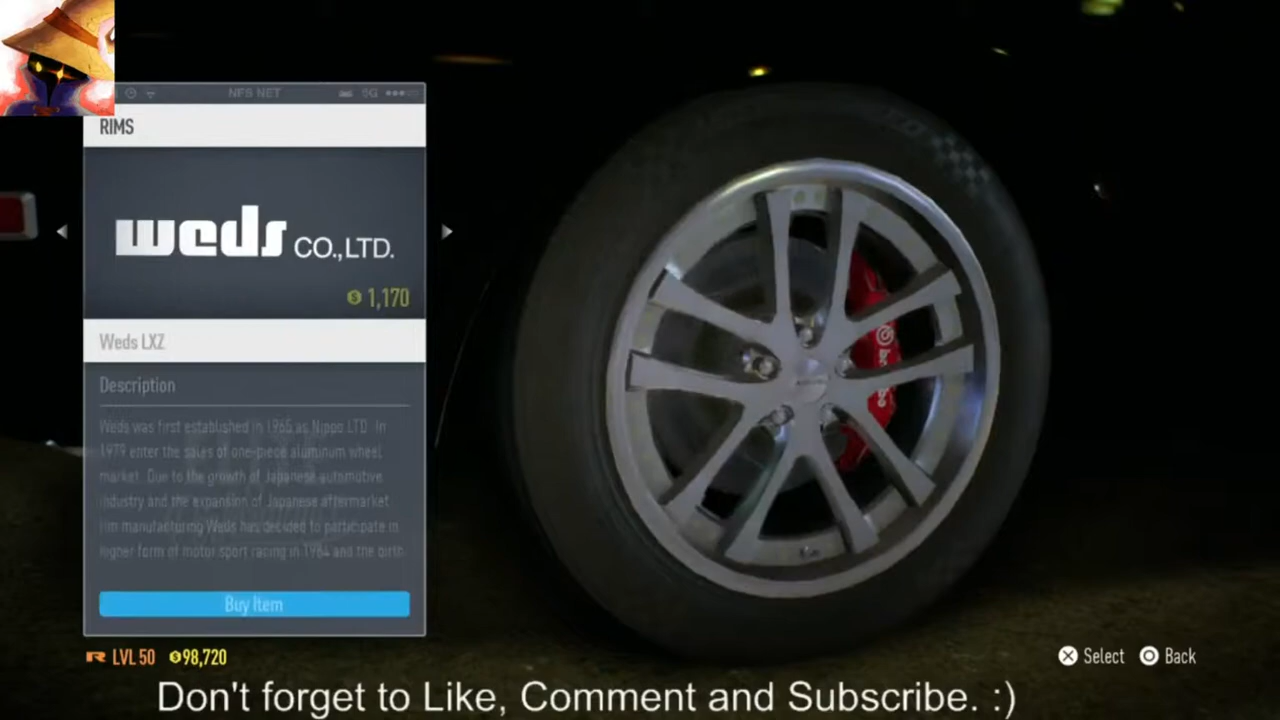 NFS NET 6G
RIMS
weds CO.,LTD.
1,170
Weds LXZ
Description
Weds was first established in 1965 as Nippo LTD. In
1979 enter the sales of one-piece aluminum wheel
market. Due to the growth of Japanese automotive
industry and the expansion of Japanese aftermarket
rim manufacturing Weds has decided to participate in
higher form of motor sport racing in 1984 and the birth
Buy Item
LVL 50 98,720
Select Back
Don't forget to Like, Comment and Subscribe. :)